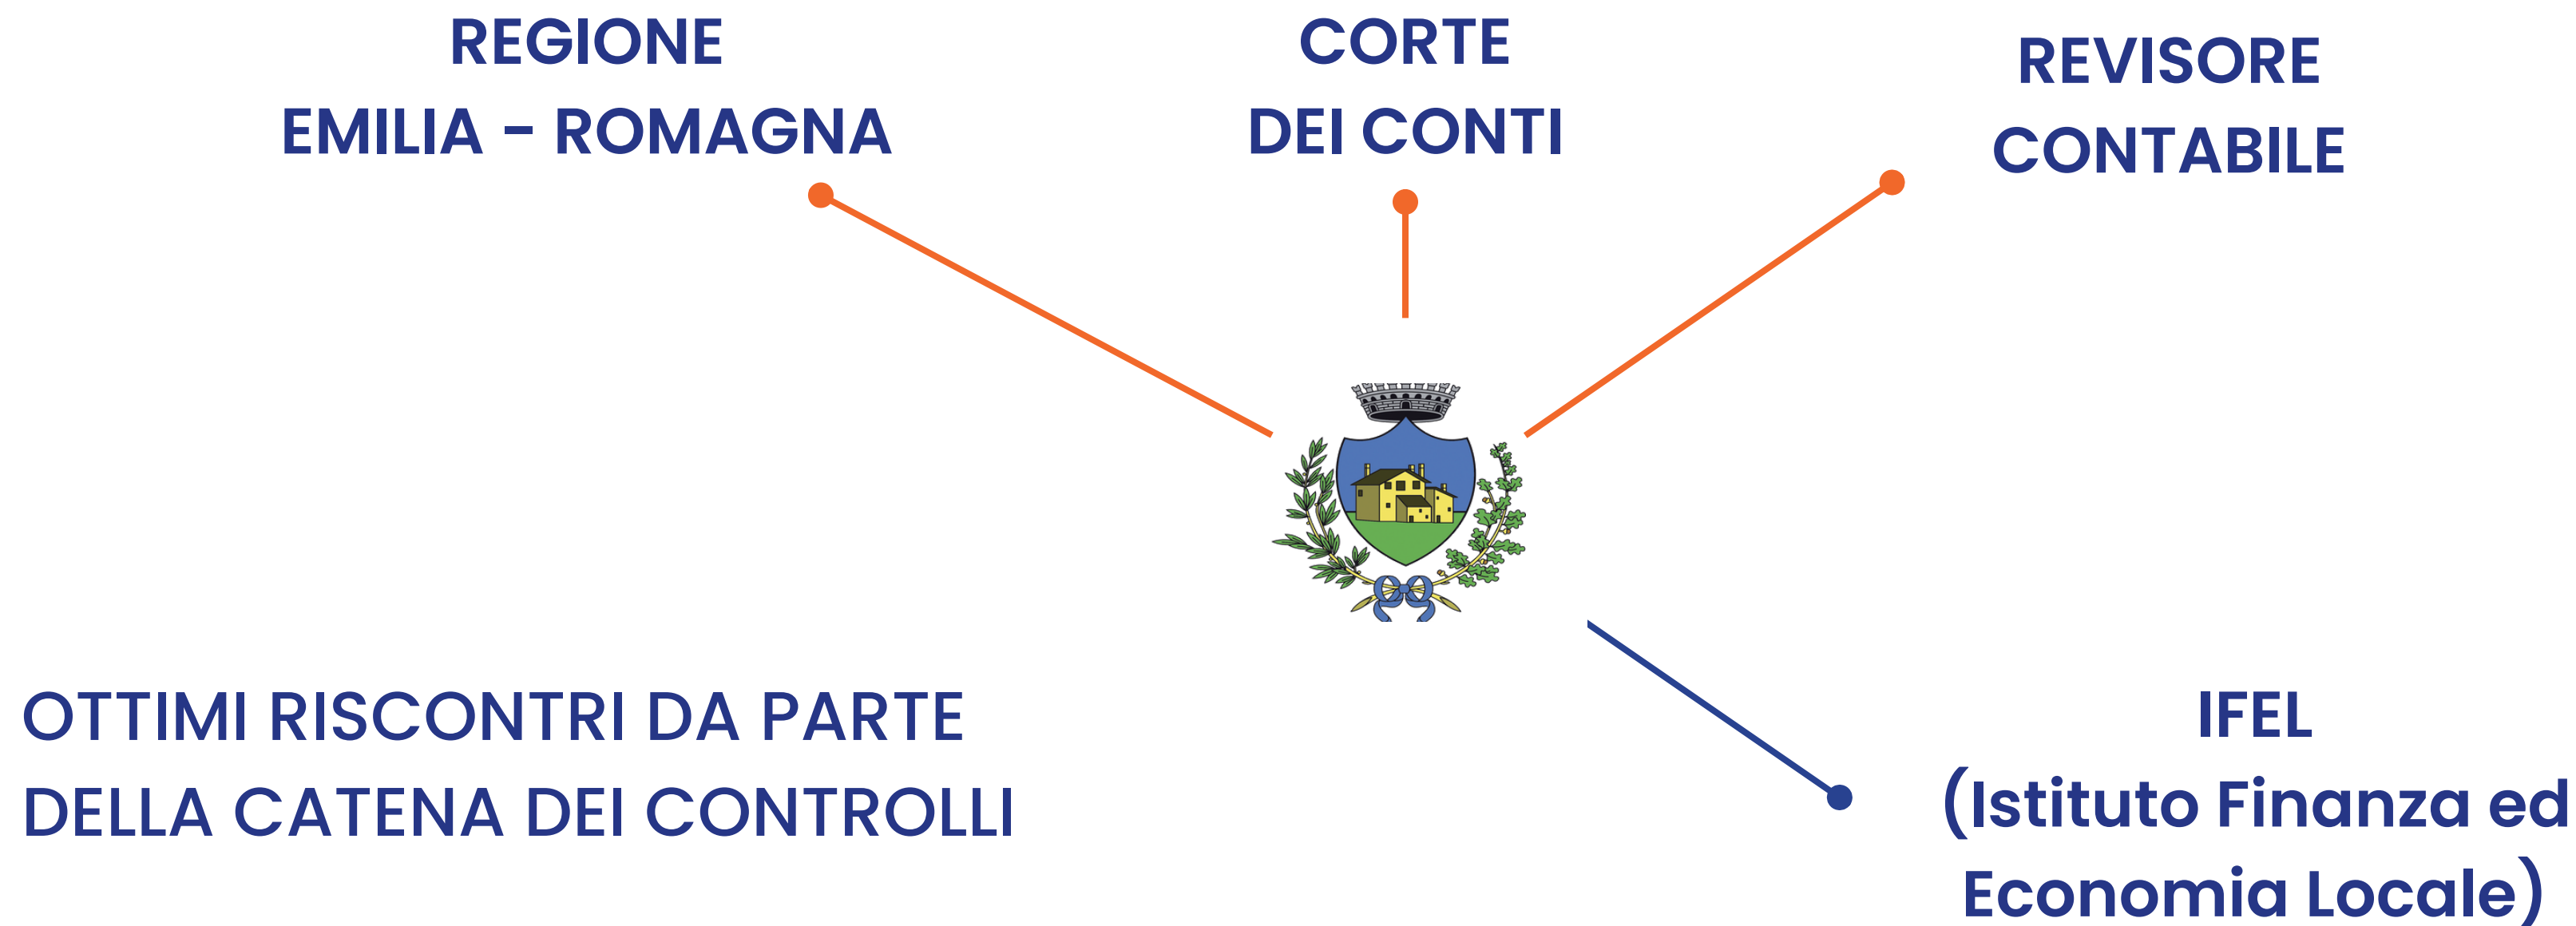 REGIONE
EMILIA - ROMAGNA
CORTE
DEI CONTI
REVISORE
CONTABILE
OTTIMI RISCONTRI DA PARTE
DELLA CATENA DEI CONTROLLI
IFEL
(Istituto Finanza ed
Economia Locale)